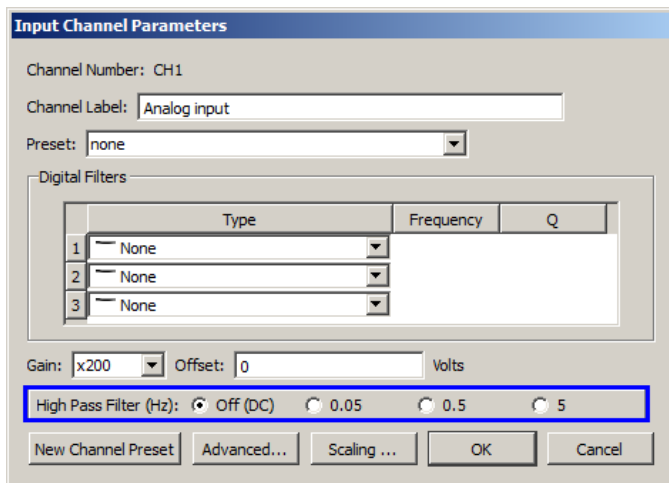 Input Channel Parameters
Channel Number: CH1
Channel Label: Analog input
Preset: none
Digital Filters
Type Frequency Q
1 None
2 None
3 None
Gain: x200 Offset: 0 Volts
High Pass Filter (Hz): Off (DC) 0.05 0.5 5
New Channel Preset Advanced... Scaling ... OK Cancel